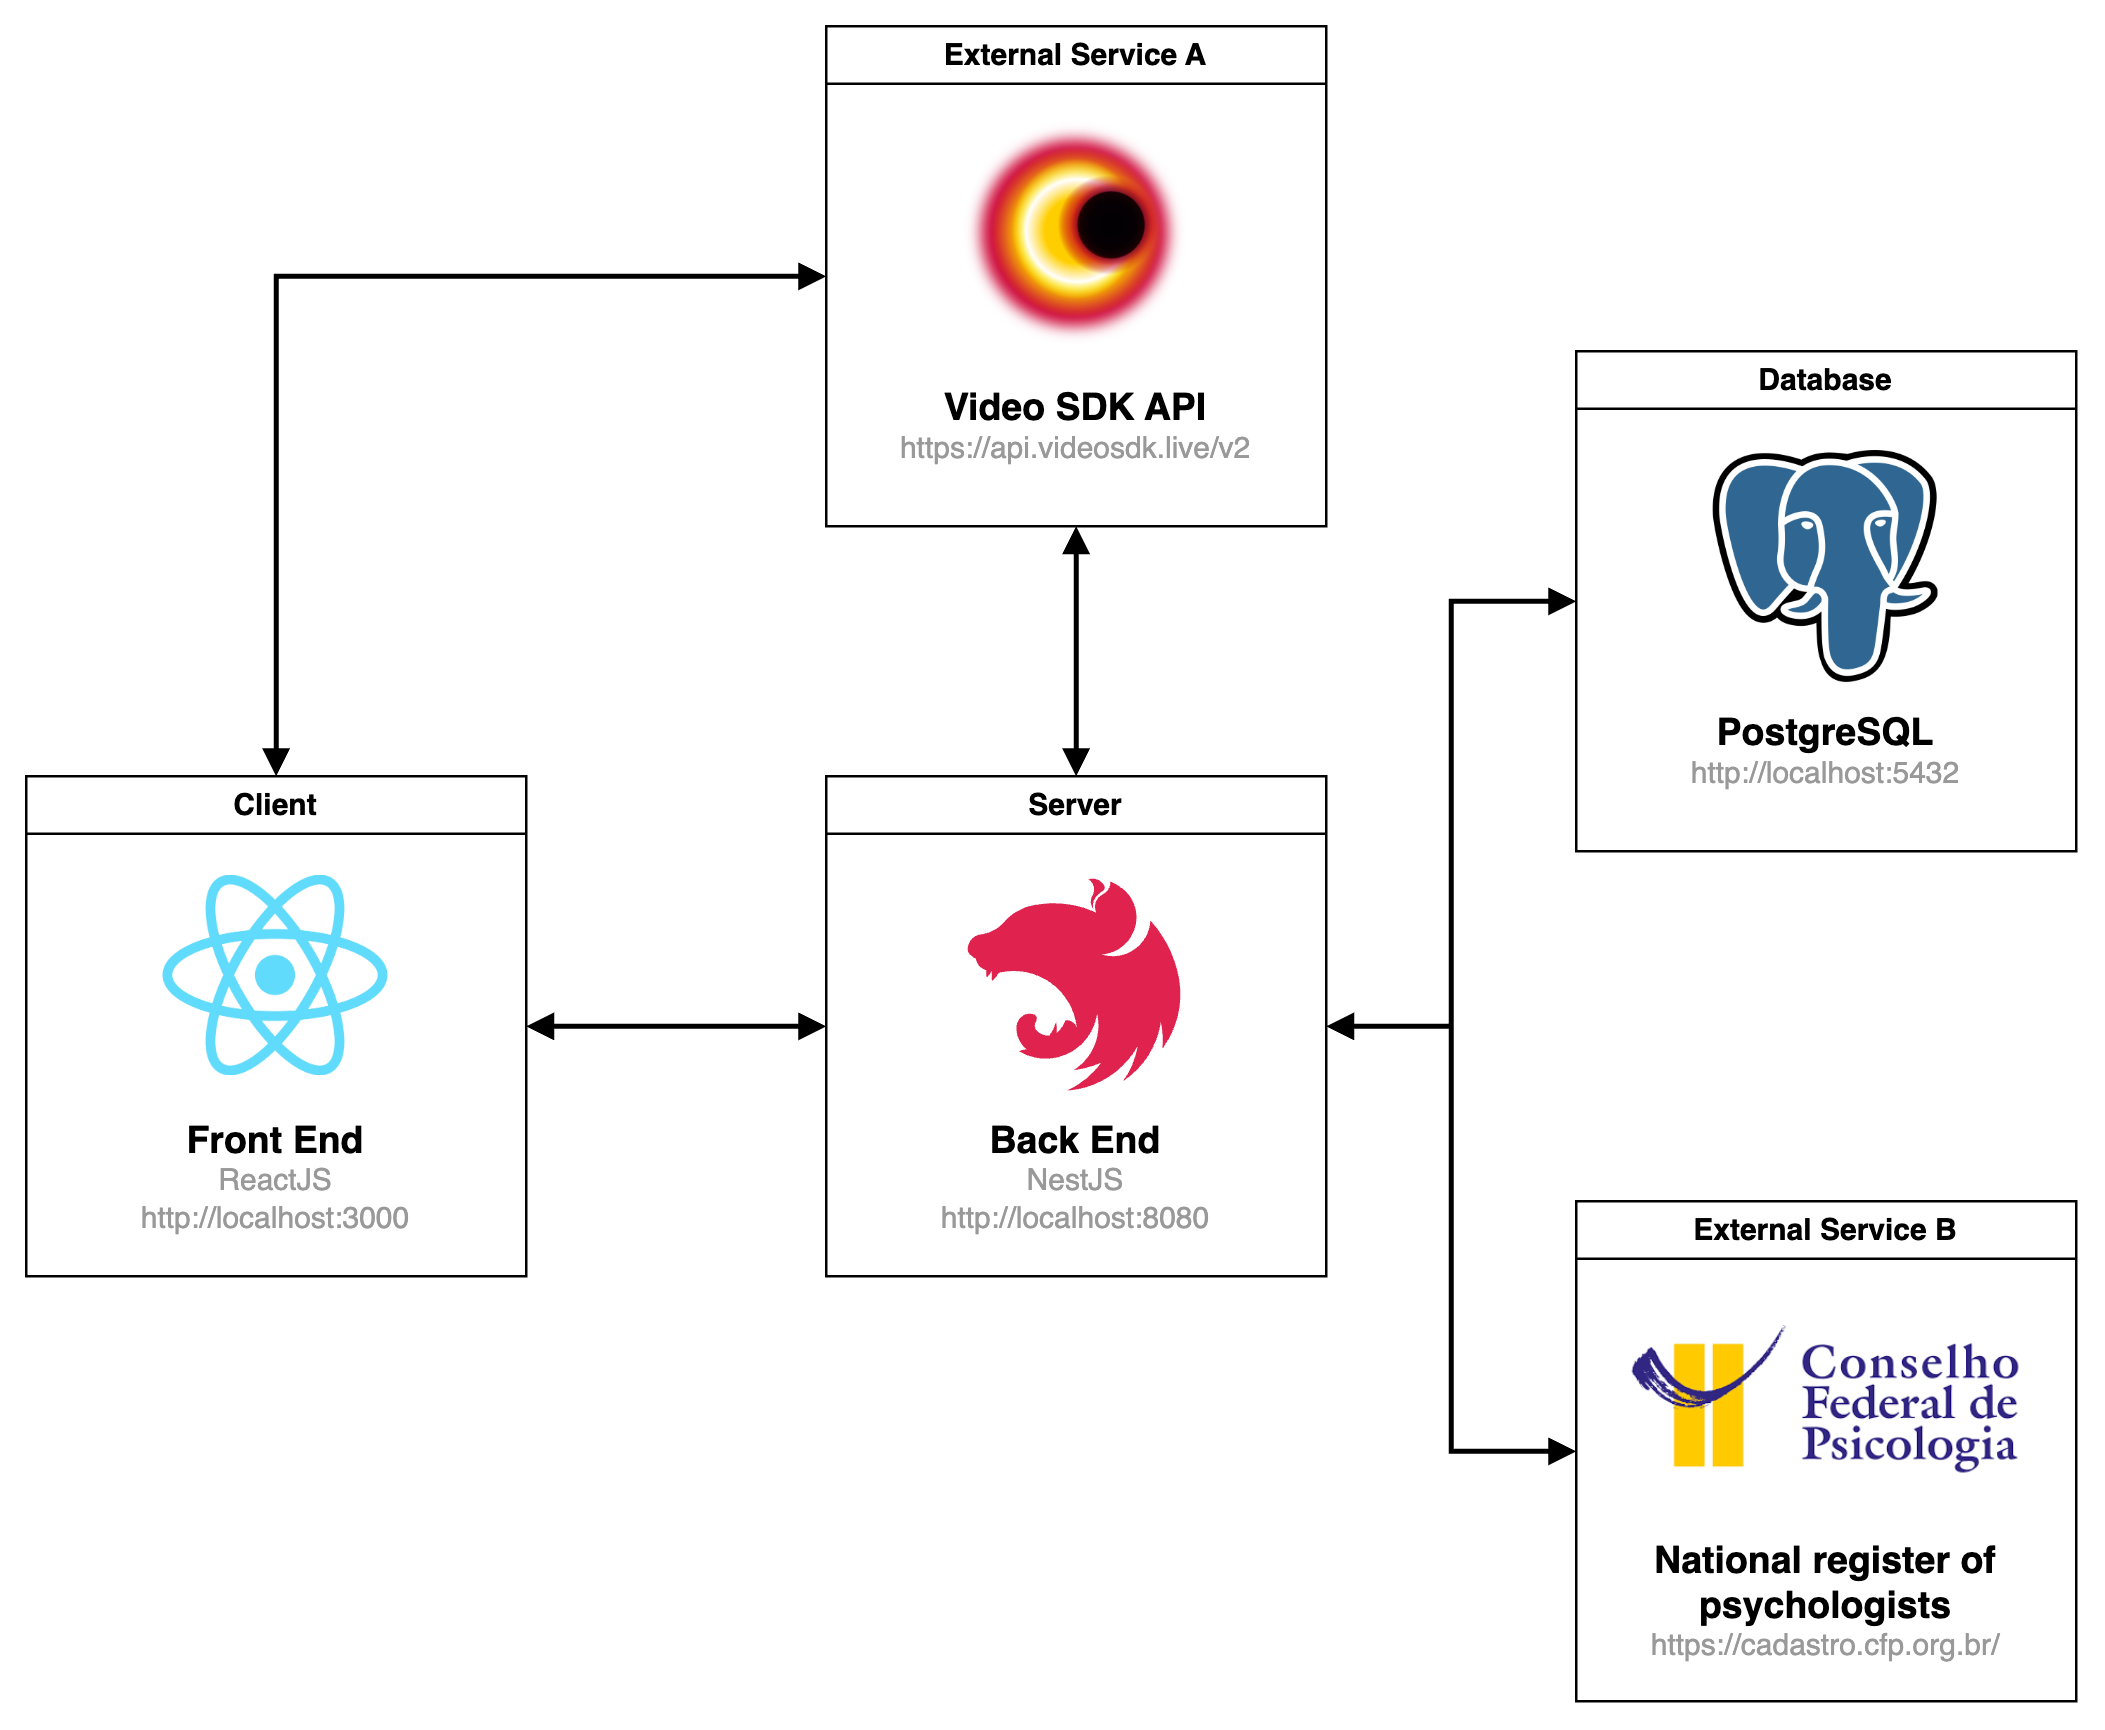 External Service A
Video SDK API
https://api.videosdk.live/v2
Database
PostgreSQL
http://localhost:5432
Client
Front End
ReactJS
http://localhost:3000
Server
Back End
NestJS
http://localhost:8080
External Service B
Conselho
Federal de
Psicologia
National register of
psychologists
https://cadastro.cfp.org.br/